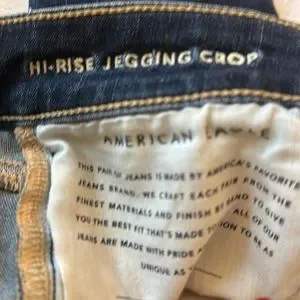 HI-RISE JEGGING CROP
AMERICAN EAGLE
THIS PAIR OF JEANS IS MADE BY AMERICA'S FAVORITE
JEANS BRAND. WE CRAFT EACH PAIR FROM THE
FINEST MATERIALS AND FINISH BY HAND TO GIVE
YOU THE BEST FIT THAT'S MADE TO ALL OF OUR
JEANS ARE MADE WITH PRIDE ION TO BE AS
UNIQUE AS